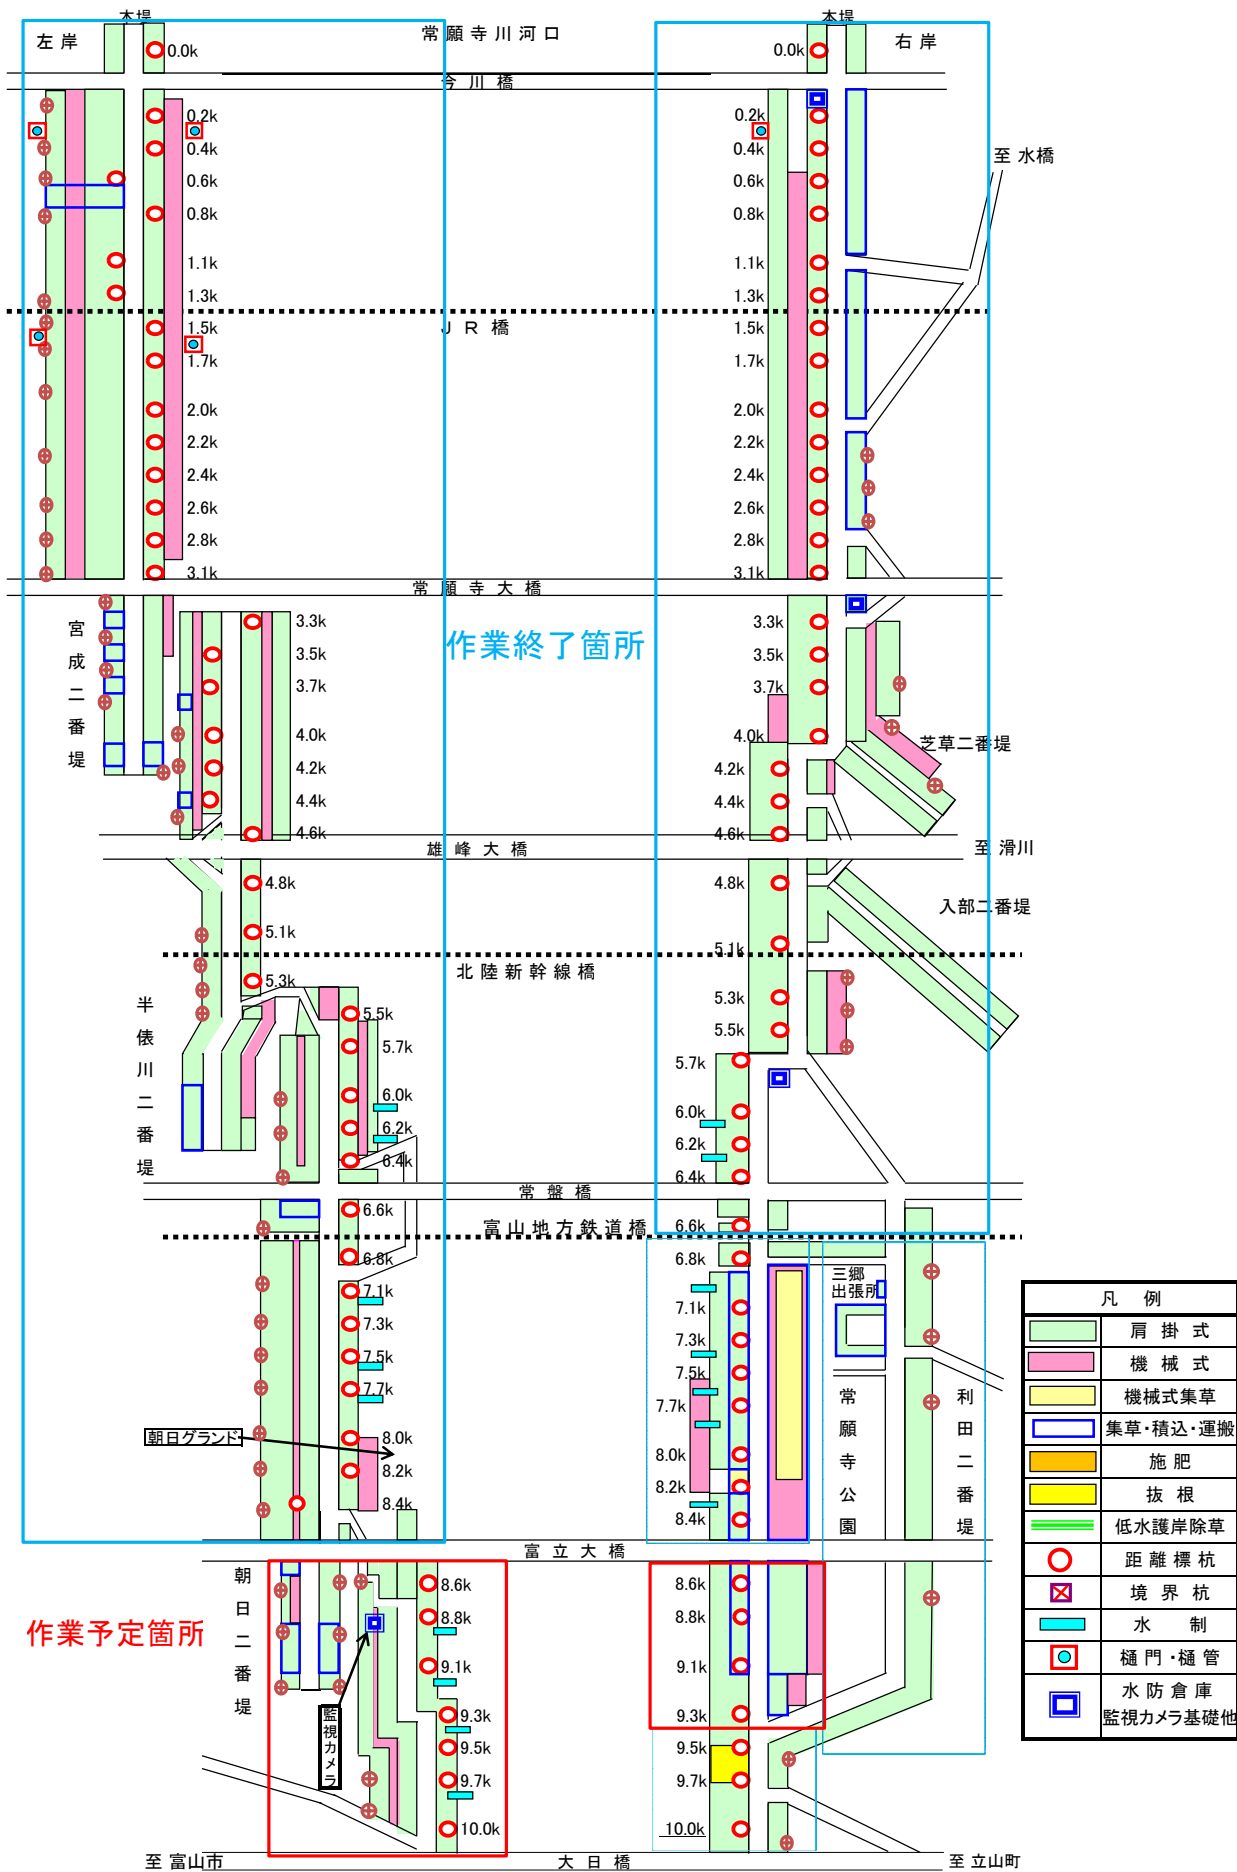 本堤
本堤
左岸
常願寺川河口
右岸
0.0k
0.0k
今川橋
0.2k
0.2k
0.4k
0.4k
至 水橋
0.6k
0.6k
0.8k
0.8k
1.1k
1.1k
1.3k
1.3k
1.5k
JR橋
1.5k
1.7k
1.7k
2.0k
2.0k
2.2k
2.2k
2.4k
2.4k
2.6k
2.6k
2.8k
2.8k
3.1k
3.1k
常願寺大橋
宮成二番堤
3.3k
作業終了箇所
3.3k
3.5k
3.5k
3.7k
3.7k
4.0k
4.0k
芝草二番堤
4.2k
4.2k
4.4k
4.4k
4.6k
4.6k
雄峰大橋
至 滑川
4.8k
4.8k
入部二番堤
5.1k
5.1k
北陸新幹線橋
5.3k
5.3k
半俵川二番堤
5.5k
5.5k
5.7k
5.7k
6.0k
6.0k
6.2k
6.2k
6.4k
6.4k
常盤橋
6.6k
6.6k
富山地方鉄道橋
6.8k
6.8k
三郷
出張所
7.1k
7.1k
7.3k
7.3k
7.5k
7.5k
7.7k
7.7k
常願寺公園
利田二番堤
朝日グランド
8.0k
8.0k
8.2k
8.2k
8.4k
8.4k
富立大橋
朝日二番堤
8.6k
8.6k
作業予定箇所
8.8k
8.8k
9.1k
9.1k
監視カメラ
9.3k
9.3k
9.5k
9.5k
9.7k
9.7k
10.0k
10.0k
至 富山市
大日橋
至 立山町
凡例
肩掛式
機械式
機械式集草
集草・積込・運搬
施肥
抜根
低水護岸除草
距離標杭
境界杭
水制
樋門・樋管
水防倉庫
監視カメラ基礎他